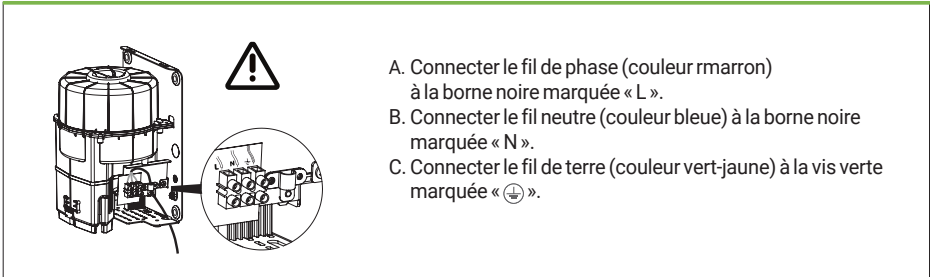 L N ⏚
A. Connecter le fil de phase (couleur rmarron)
à la borne noire marquée « L ».
B. Connecter le fil neutre (couleur bleue) à la borne noire
marquée « N ».
C. Connecter le fil de terre (couleur vert-jaune) à la vis verte
marquée « ⏚ ».